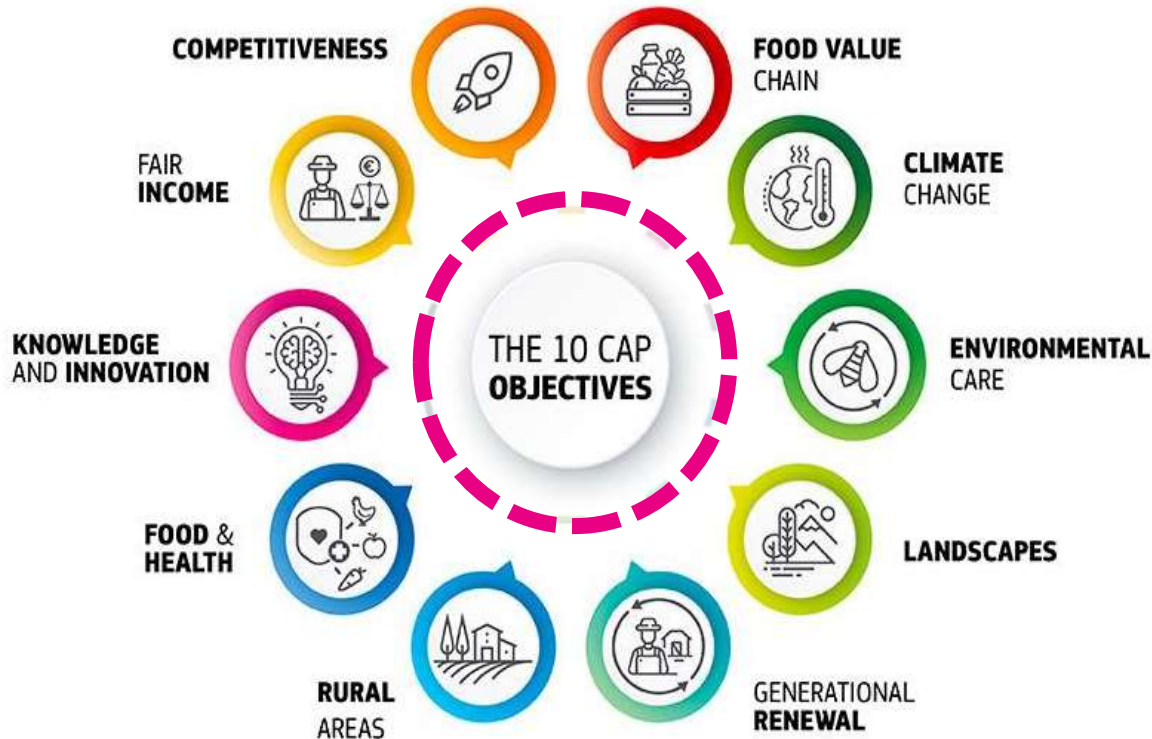 COMPETITIVENESS
FOOD VALUE
CHAIN
FAIR
INCOME
€
CLIMATE
CHANGE
KNOWLEDGE
AND INNOVATION
THE 10 CAP
OBJECTIVES
ENVIRONMENTAL
CARE
FOOD &
HEALTH
LANDSCAPES
RURAL
AREAS
GENERATIONAL
RENEWAL